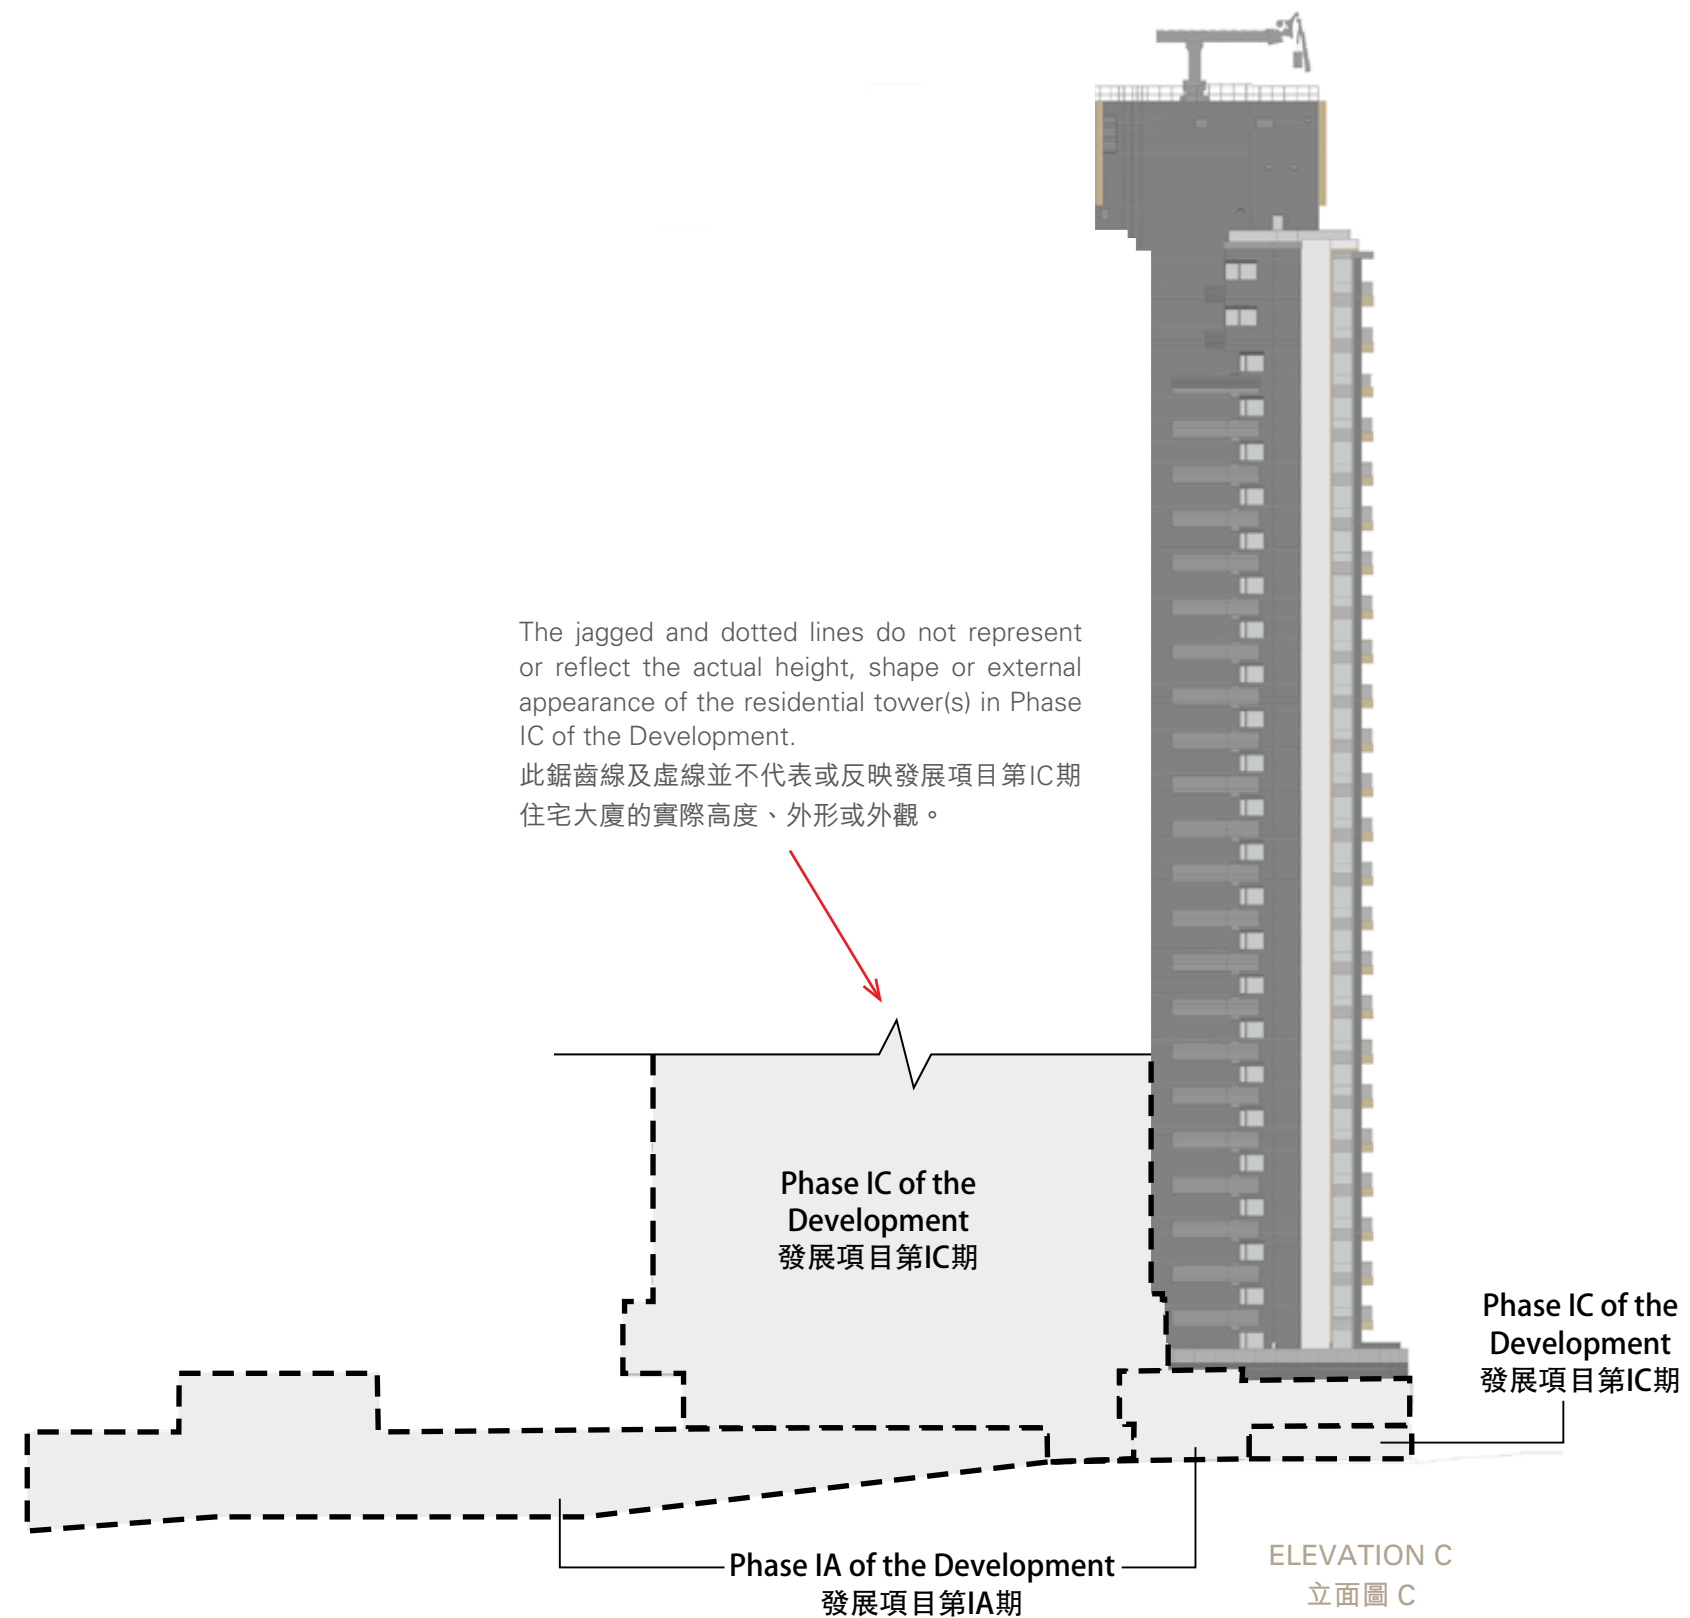 The jagged and dotted lines do not represent
or reflect the actual height, shape or external
appearance of the residential tower(s) in Phase
IC of the Development.
此鋸齒線及虛線並不代表或反映發展項目第IC期
住宅大廈的實際高度、外形或外觀。
Phase IC of the
Development
發展項目第IC期
Phase IC of the
Development
發展項目第IC期
Phase IA of the Development
發展項目第IA期
ELEVATION C
立面圖 C